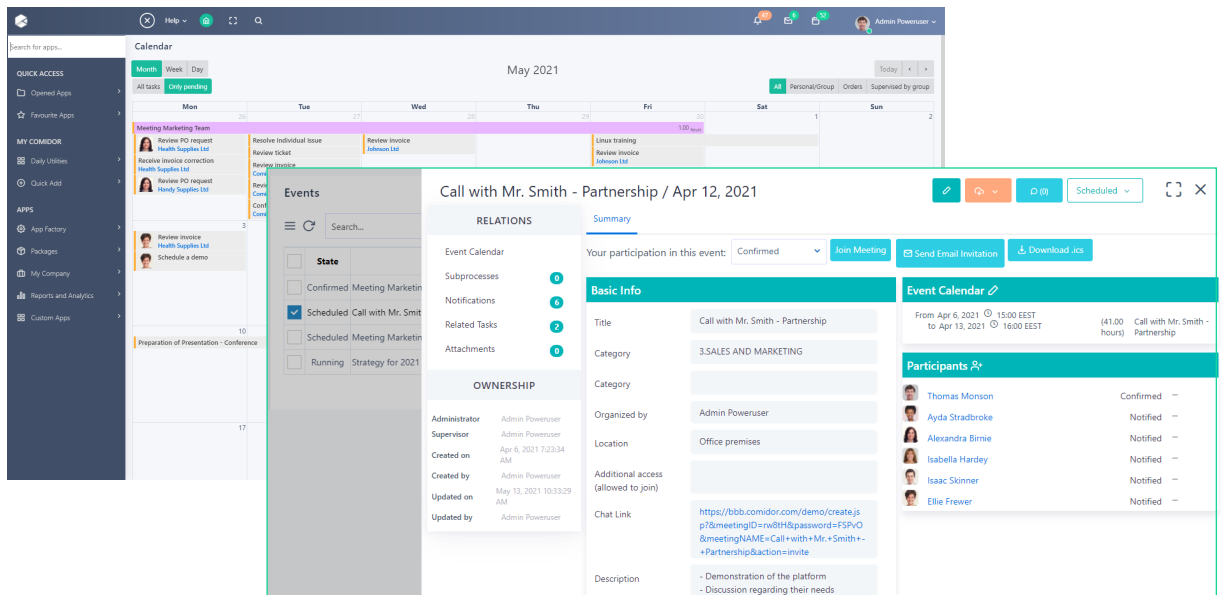 Help
47
6
52
Admin Poweruser
Search for apps...
QUICK ACCESS
Opened Apps
Favourite Apps
MY COMIDOR
Daily Utilities
Quick Add
APPS
App Factory
Packages
My Company
Reports and Analytics
Custom Apps
Calendar
Month Week Day
May 2021
Today
All tasks Only pending
All Personal/Group Orders Supervised by group
Mon Tue Wed Thu Fri Sat Sun
26 27 28 29 30 1 2
Meeting Marketing Team 1.00 Hours
Review PO request
Health Supplies Ltd
Receive invoice correction
Health Supplies Ltd
Review PO request
Handy Supplies Ltd
Resolve Individual Issue
Review ticket
Review invoice
Review invoice
Johnson Ltd
Linux training
Review invoice
Johnson Ltd
3
Review invoice
Health Supplies Ltd
Schedule a demo
10
Preparation of Presentation - Conference
17
Events
Search...
State
Confirmed Meeting Marketin
Scheduled Call with Mr. Smit
Scheduled Meeting Marketin
Running Strategy for 2021
Call with Mr. Smith - Partnership / Apr 12, 2021
(0)
Scheduled
RELATIONS
Event Calendar
Subprocesses 0
Notifications 6
Related Tasks 2
Attachments 0
OWNERSHIP
Administrator Admin Poweruser
Supervisor Admin Poweruser
Created on Apr 6, 2021 7:23:34
AM
Created by Admin Poweruser
Updated on May 13, 2021 10:33:29
AM
Updated by Admin Poweruser
Summary
Your participation in this event: Confirmed Join Meeting Send Email Invitation Download .ics
Basic Info
Title Call with Mr. Smith - Partnership
Category 3.SALES AND MARKETING
Category
Organized by Admin Poweruser
Location Office premises
Additional access
(allowed to join)
Chat Link https://bbb.comidor.com/demo/create.js
p?&meetingID=rw8tH&password=FSPvO
&meetingNAME=Call+with+Mr.+Smith+-
+Partnership&action=invite
Description - Demonstration of the platform
- Discussion regarding their needs
Event Calendar
From Apr 6, 2021 15:00 EEST
to Apr 13, 2021 16:00 EEST
(41.00
hours)
Call with Mr. Smith -
Partnership
Participants
Thomas Monson Confirmed
Ayda Stradbroke Notified
Alexandra Birnie Notified
Isabella Hardey Notified
Isaac Skinner Notified
Ellie Frewer Notified